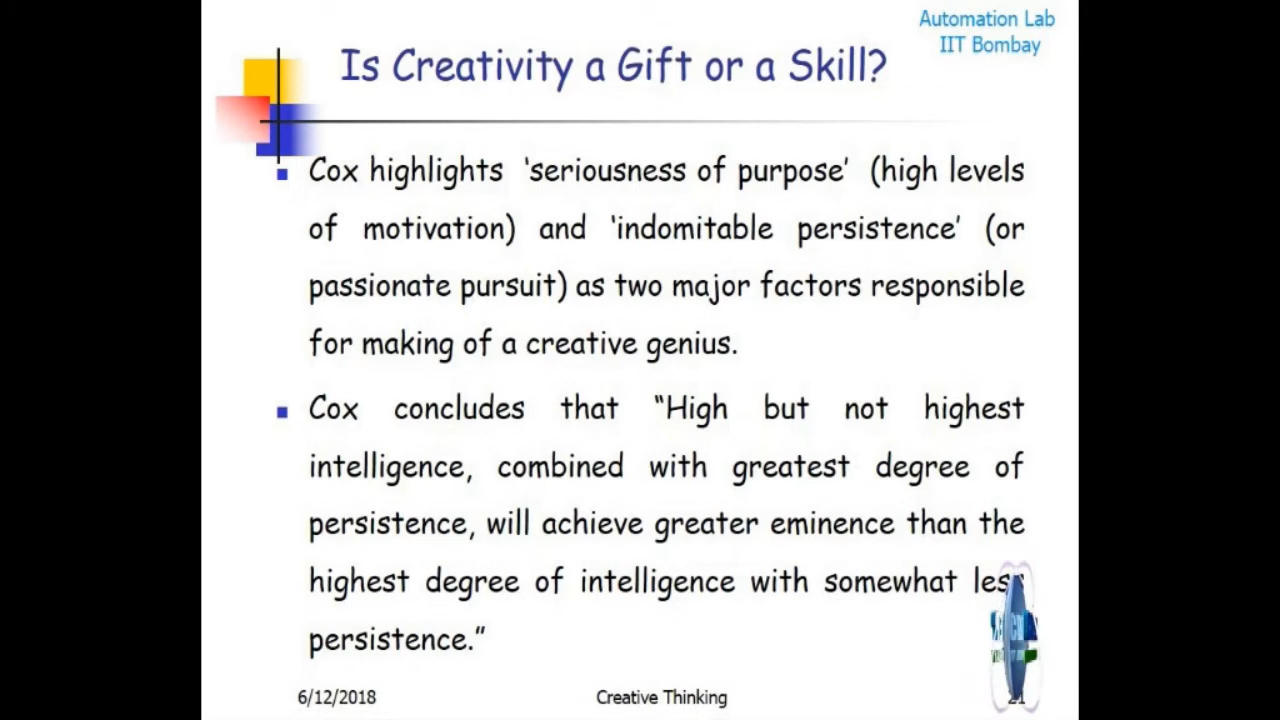 Automation Lab
IIT Bombay
Is Creativity a Gift or a Skill?
Cox highlights 'seriousness of purpose' (high levels
of motivation) and 'indomitable persistence' (or
passionate pursuit) as two major factors responsible
for making of a creative genius.
Cox concludes that “High but not highest
intelligence, combined with greatest degree of
persistence, will achieve greater eminence than the
highest degree of intelligence with somewhat less
persistence.”
6/12/2018
Creative Thinking
21